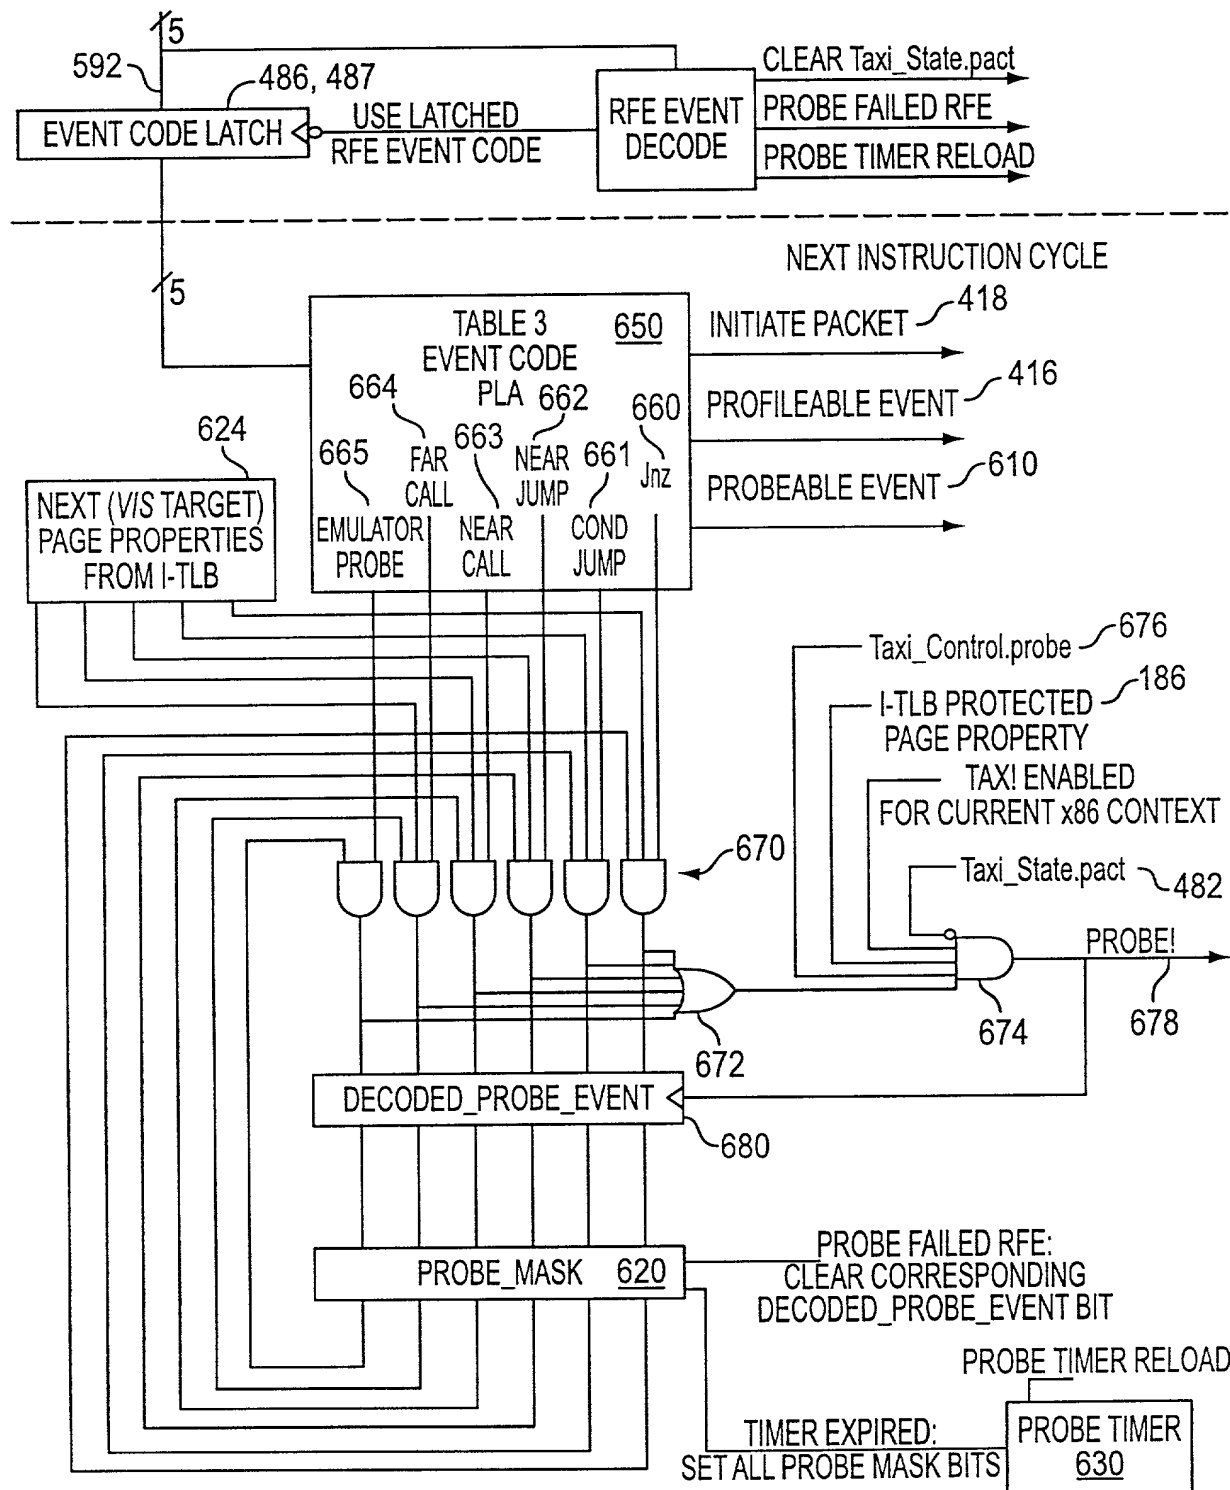 5
592
486, 487
EVENT CODE LATCH
USE LATCHED
RFE EVENT CODE
RFE EVENT
DECODE
CLEAR Taxi_State.pact
PROBE FAILED RFE
PROBE TIMER RELOAD
NEXT INSTRUCTION CYCLE
5
TABLE 3
EVENT CODE
PLA
650
INITIATE PACKET
418
PROFILEABLE EVENT
416
PROBEABLE EVENT
610
664
662
660
663
661
665
FAR
CALL
NEAR
JUMP
Jnz
EMULATOR
PROBE
NEAR
CALL
COND
JUMP
624
NEXT (VIS TARGET)
PAGE PROPERTIES
FROM I-TLB
Taxi_Control.probe
676
I-TLB PROTECTED
PAGE PROPERTY
186
TAX! ENABLED
FOR CURRENT x86 CONTEXT
Taxi_State.pact
482
670
PROBE!
672
674
678
DECODED_PROBE_EVENT
680
PROBE_MASK 620
PROBE FAILED RFE:
CLEAR CORRESPONDING
DECODED_PROBE_EVENT BIT
PROBE TIMER RELOAD
TIMER EXPIRED:
SET ALL PROBE MASK BITS
PROBE TIMER
630